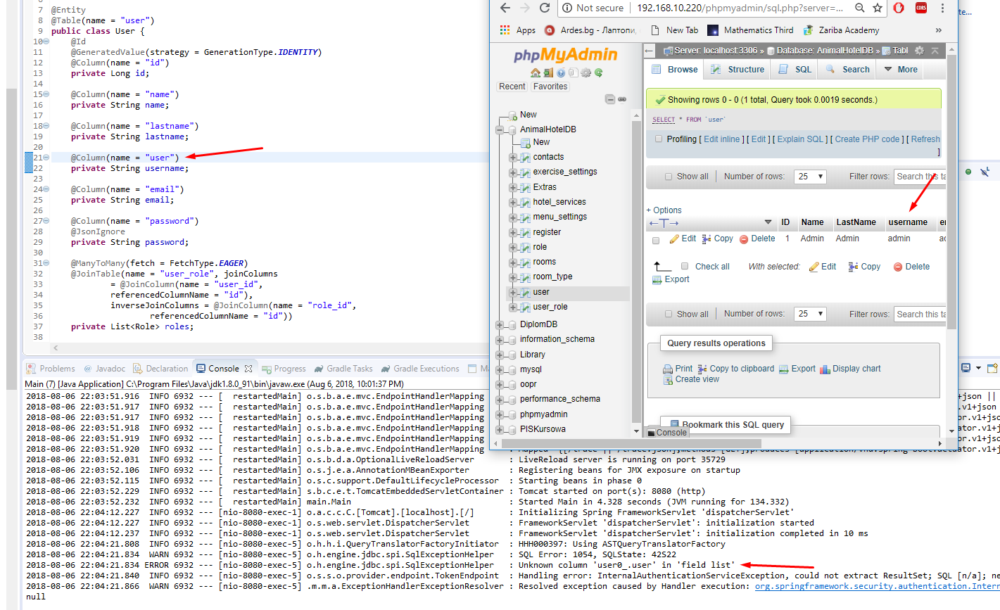 7 @Entity
8 @Table(name = "user")
9 public class User {
10 @Id
11 @GeneratedValue(strategy = GenerationType.IDENTITY)
12 @Column(name = "id")
13 private Long id;
14
15 @Column(name = "name")
16 private String name;
17
18 @Column(name = "lastname")
19 private String lastname;
20
21 @Column(name = "user")
22 private String username;
23
24 @Column(name = "email")
25 private String email;
26
27 @Column(name = "password")
28 @JsonIgnore
29 private String password;
30
31 @ManyToMany(fetch = FetchType.EAGER)
32 @JoinTable(name = "user_role", joinColumns
33 = @JoinColumn(name = "user_id",
34 referencedColumnName = "id"),
35 inverseJoinColumns = @JoinColumn(name = "role_id",
36 referencedColumnName = "id"))
37 private List<Role> roles;
38
Not secure 192.168.10.220/phpmyadmin/sql.php?server=... CORS
Apps Ardes.bg - Лаптопи, New Tab Mathematics Third Zariba Academy »
phpMyAdmin
Recent Favorites
New
AnimalHotelDB
New
contacts
exercise_settings
Extras
hotel_services
menu_settings
register
role
rooms
room_type
user
user_role
DiplomDB
information_schema
Library
mysql
oopr
performance_schema
phpmyadmin
PISKursowa
Server: localhost:3306 » Database: AnimalHotelDB » Tabl
Browse Structure SQL Search More
Showing rows 0 - 0 (1 total, Query took 0.0019 seconds.)
SELECT * FROM `user`
Profiling [ Edit inline ] [ Edit ] [ Explain SQL ] [ Create PHP code ] [ Refresh
]
Show all Number of rows: 25 Filter rows: Search this ta
+ Options
ID Name LastName username e
Edit Copy Delete 1 Admin Admin admin ac
Check all With selected: Edit Copy Delete
Export
Show all Number of rows: 25 Filter rows: Search this ta
Query results operations
Print Copy to clipboard Export Display chart
Create view
Bookmark this SQL query
Console
te...
Problems @ Javadoc Declaration Console Progress Gradle Tasks Gradle Executions Ma
Main (7) [Java Application] C:\Program Files\Java\jdk1.8.0_91\bin\javaw.exe (Aug 6, 2018, 10:01:37 PM)
2018-08-06 22:03:51.916 INFO 6932 --- [ restartedMain] o.s.b.a.e.mvc.EndpointHandlerMapping +json ||
2018-08-06 22:03:51.917 INFO 6932 --- [ restartedMain] o.s.b.a.e.mvc.EndpointHandlerMapping .v1+json
2018-08-06 22:03:51.917 INFO 6932 --- [ restartedMain] o.s.b.a.e.mvc.EndpointHandlerMapping tor.v1+
2018-08-06 22:03:51.918 INFO 6932 --- [ restartedMain] o.s.b.a.e.mvc.EndpointHandlerMapping
2018-08-06 22:03:51.919 INFO 6932 --- [ restartedMain] o.s.b.a.e.mvc.EndpointHandlerMapping
2018-08-06 22:03:51.920 INFO 6932 --- [ restartedMain] o.s.b.a.e.mvc.EndpointHandlerMapping
2018-08-06 22:03:52.031 INFO 6932 --- [ restartedMain] o.s.b.d.a.OptionalLiveReloadServer : LiveReload server is running on port 35729
2018-08-06 22:03:52.106 INFO 6932 --- [ restartedMain] o.s.j.e.a.AnnotationMBeanExporter : Registering beans for JMX exposure on startup
2018-08-06 22:03:52.115 INFO 6932 --- [ restartedMain] o.s.c.support.DefaultLifecycleProcessor : Starting beans in phase 0
2018-08-06 22:03:52.229 INFO 6932 --- [ restartedMain] s.b.c.e.t.TomcatEmbeddedServletContainer : Tomcat started on port(s): 8080 (http)
2018-08-06 22:03:52.232 INFO 6932 --- [ restartedMain] main.Main : Started Main in 4.328 seconds (JVM running for 134.332)
2018-08-06 22:04:12.227 INFO 6932 --- [nio-8080-exec-1] o.a.c.c.C.[Tomcat].[localhost].[/] : Initializing Spring FrameworkServlet 'dispatcherServlet'
2018-08-06 22:04:12.227 INFO 6932 --- [nio-8080-exec-1] o.s.web.servlet.DispatcherServlet : FrameworkServlet 'dispatcherServlet': initialization started
2018-08-06 22:04:12.237 INFO 6932 --- [nio-8080-exec-1] o.s.web.servlet.DispatcherServlet : FrameworkServlet 'dispatcherServlet': initialization completed in 10 ms
2018-08-06 22:04:21.808 INFO 6932 --- [nio-8080-exec-5] o.h.h.i.QueryTranslatorFactoryInitiator : HHH000397: Using ASTQueryTranslatorFactory
2018-08-06 22:04:21.834 WARN 6932 --- [nio-8080-exec-5] o.h.engine.jdbc.spi.SqlExceptionHelper : SQL Error: 1054, SQLState: 42S22
2018-08-06 22:04:21.834 ERROR 6932 --- [nio-8080-exec-5] o.h.engine.jdbc.spi.SqlExceptionHelper : Unknown column 'user0_.user' in 'field list'
2018-08-06 22:04:21.840 INFO 6932 --- [nio-8080-exec-5] o.s.s.o.provider.endpoint.TokenEndpoint : Handling error: InternalAuthenticationServiceException, could not extract ResultSet; SQL [n/a]; ne
2018-08-06 22:04:21.866 WARN 6932 --- [nio-8080-exec-5] .m.m.a.ExceptionHandlerExceptionResolver : Resolved exception caused by Handler execution: org.springframework.security.authentication.Intern
null